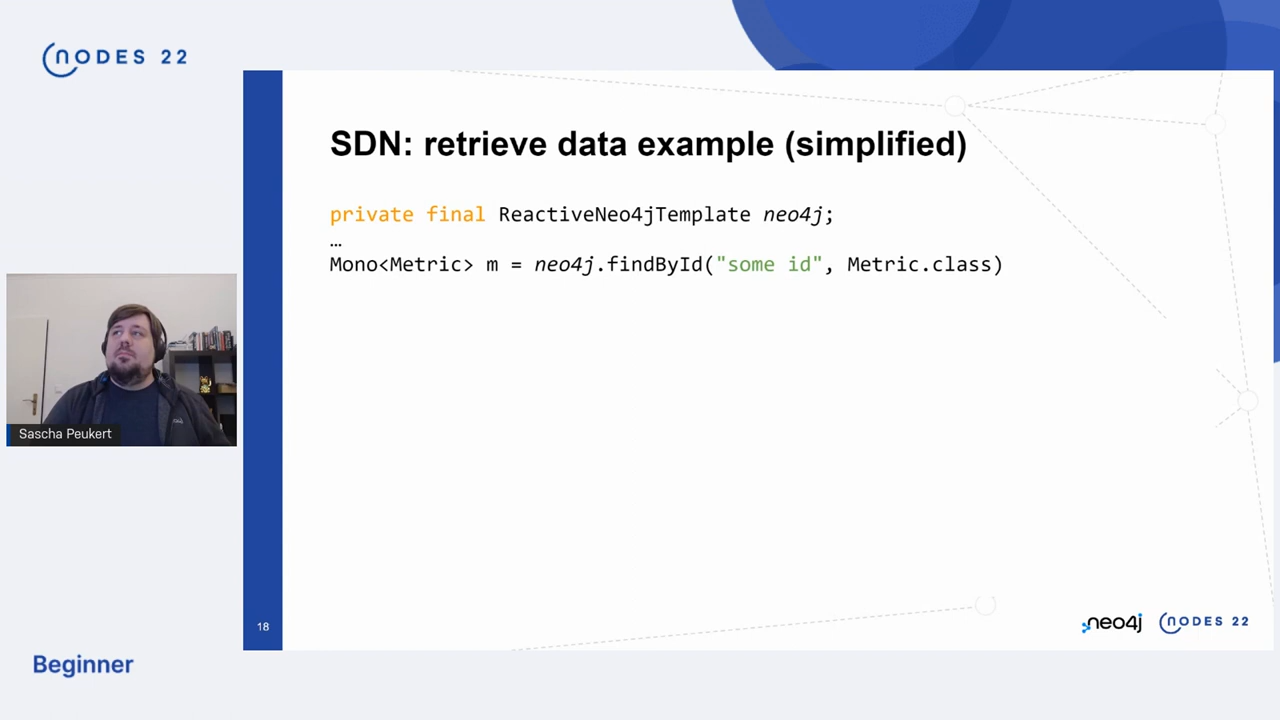 NODES 22
SDN: retrieve data example (simplified)
private final ReactiveNeo4jTemplate neo4j;
…
Mono<Metric> m = neo4j.findById("some id", Metric.class)
Sascha Peukert
18
neo4j
NODES 22
Beginner